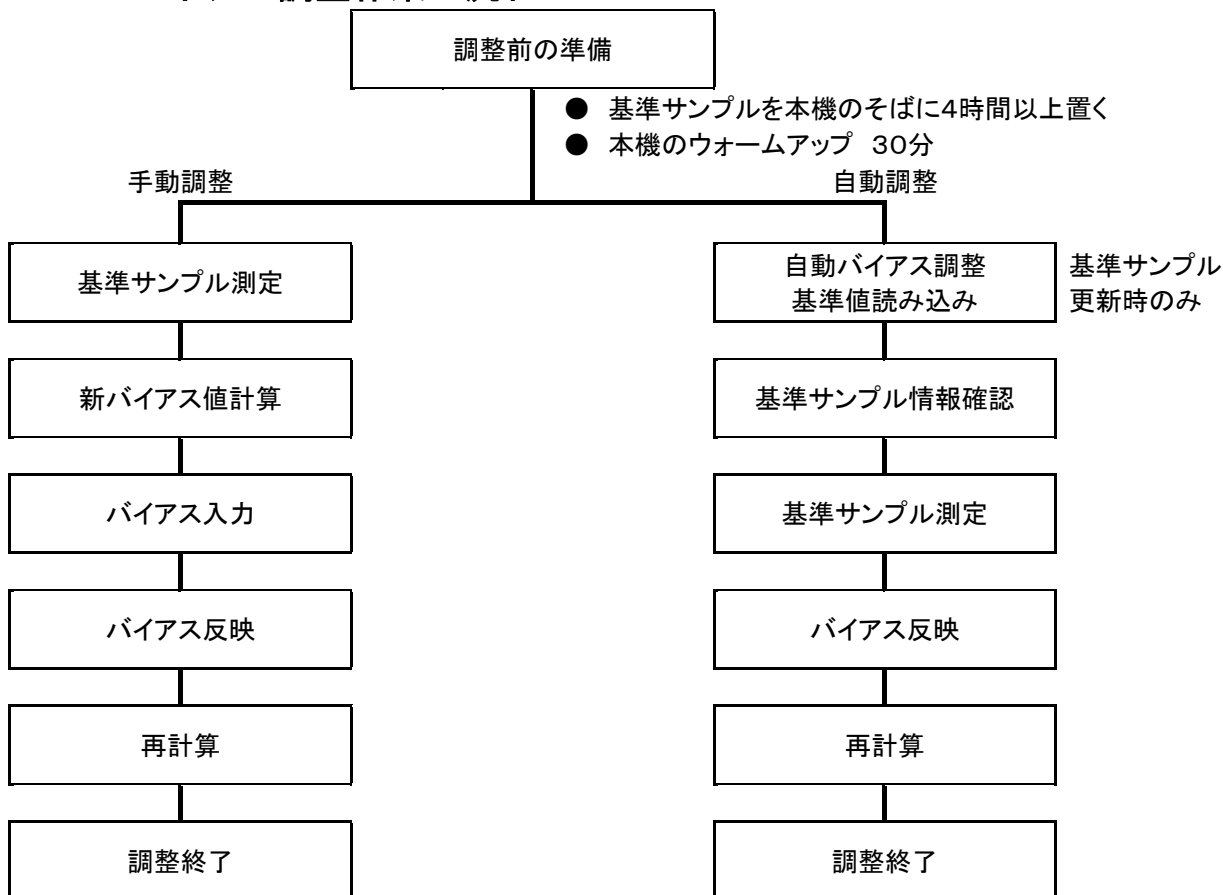 調整前の準備
● 基準サンプルを本機のそばに4時間以上置く
● 本機のウォームアップ 30分
手動調整
自動調整
基準サンプル測定
新バイアス値計算
バイアス入力
バイアス反映
再計算
調整終了
自動バイアス調整
基準値読み込み
基準サンプル
更新時のみ
基準サンプル情報確認
基準サンプル測定
バイアス反映
再計算
調整終了